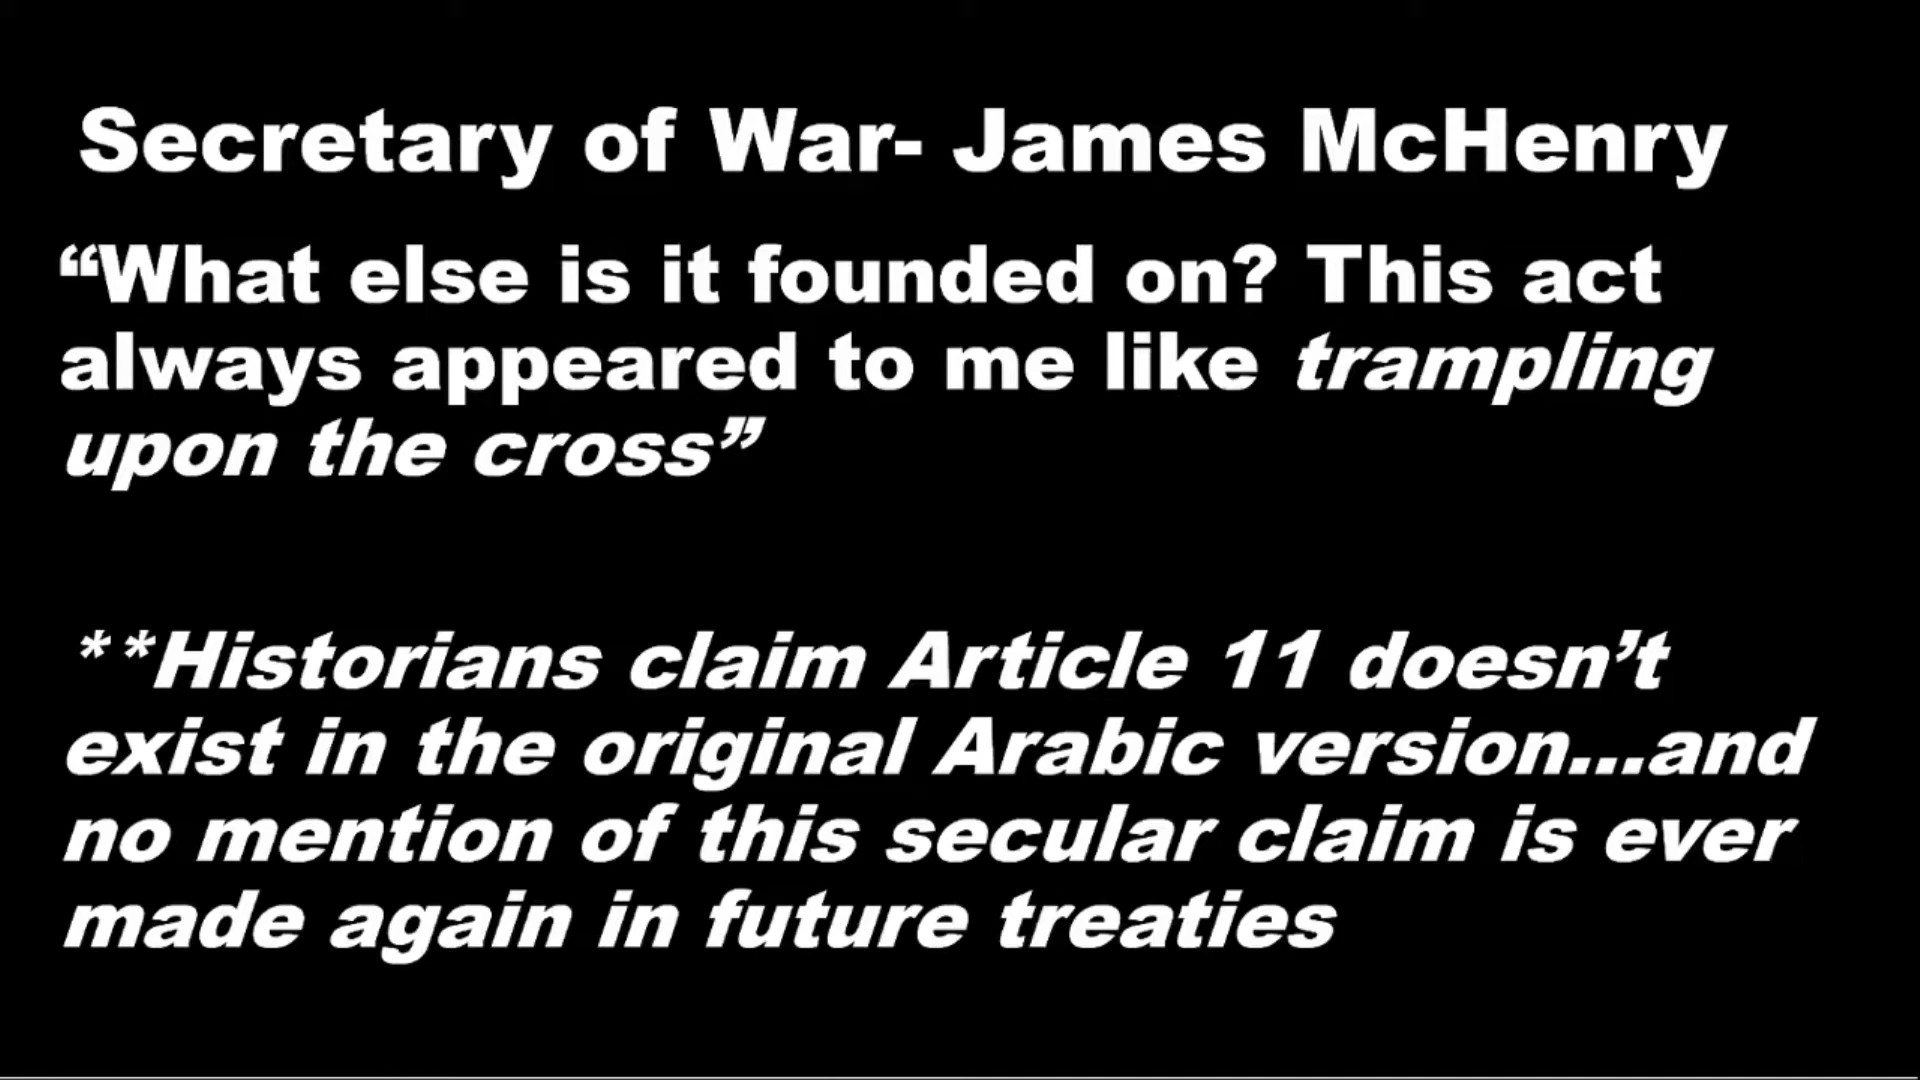 Secretary of War- James McHenry
“What else is it founded on? This act
always appeared to me like trampling
upon the cross”
**Historians claim Article 11 doesn’t
exist in the original Arabic version...and
no mention of this secular claim is ever
made again in future treaties